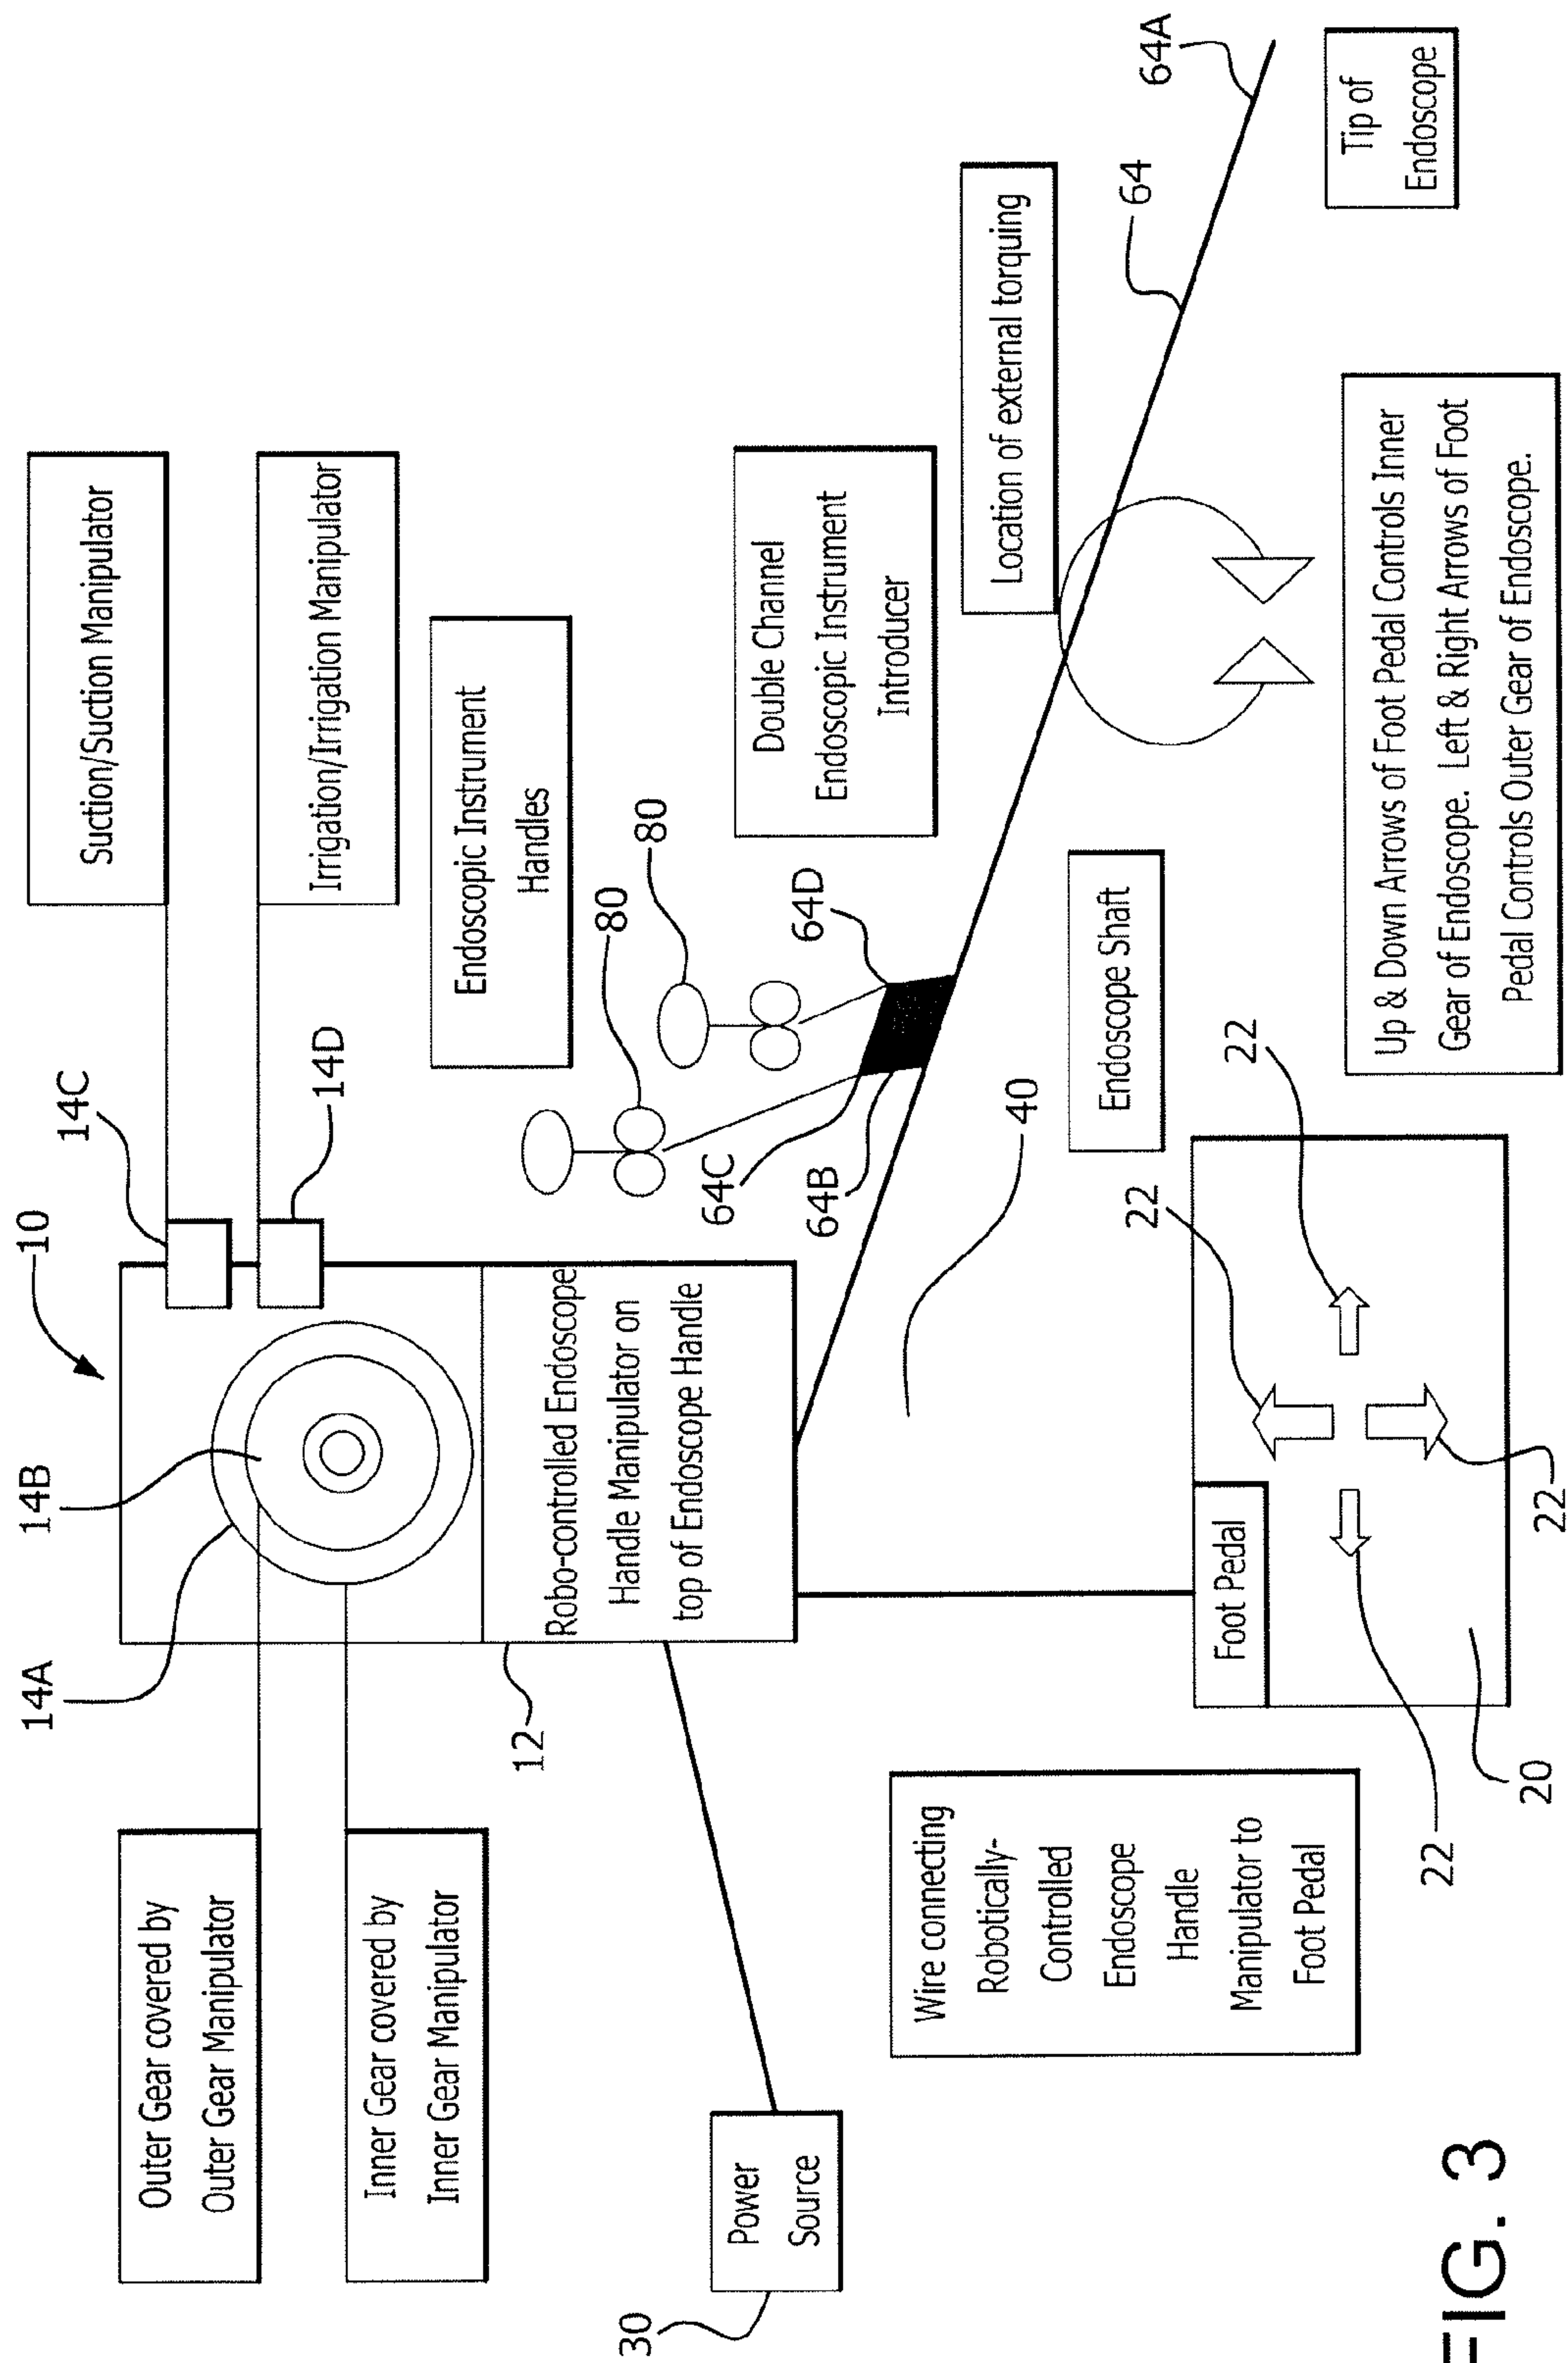 10
14C
Suction/Suction Manipulator
14B
14A
Outer Gear covered by
Outer Gear Manipulator
14D
Irrigation/Irrigation Manipulator
Inner Gear covered by
Inner Gear Manipulator
Endoscopic Instrument
Handles
12
Robo-controlled Endoscope
Handle Manipulator on
top of Endoscope Handle
80
80
30
Power
Source
64C
64B
64D
Double Channel
Endoscopic Instrument
Introducer
Location of external torquing
64
64A
Tip of
Endoscope
40
Endoscope Shaft
Wire connecting
Robotically-
Controlled
Endoscope
Handle
Manipulator to
Foot Pedal
Foot Pedal
22
22
22
22
20
Up & Down Arrows of Foot Pedal Controls Inner
Gear of Endoscope. Left & Right Arrows of Foot
Pedal Controls Outer Gear of Endoscope.
FIG. 3